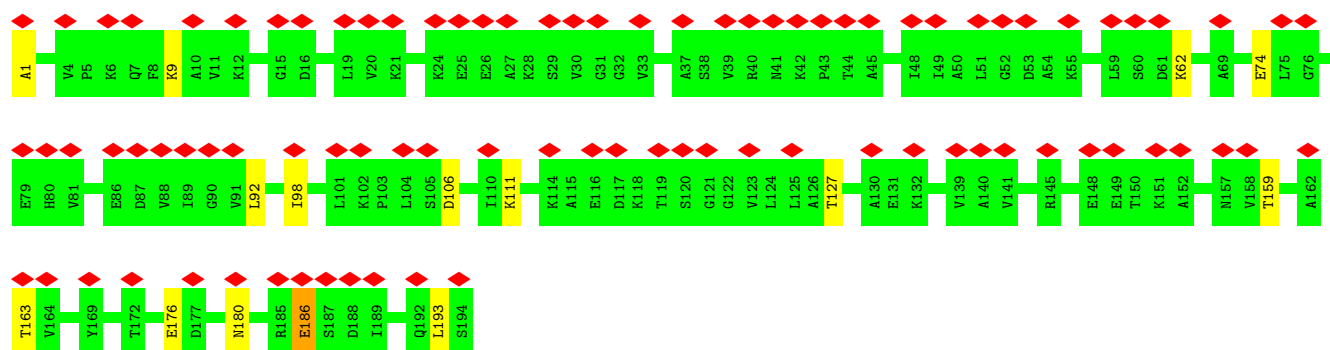 A1 V4 P5 K6 Q7 F8 K9 A10 V11 K12 G15 D16 L19 V20 K21 K24 E25 E26 A27 K28 S29 V30 G31 G32 V33 A37 S38 V39 R40 N41 K42 P43 T44 A45 I48 I49 A50 L51 G52 D53 A54 K55 L59 S60 D61 K62 A69 E74 L75 G76
E79 H80 V81 E86 D87 V88 I89 G90 V91 L92 I98 L101 K102 P103 L104 S105 D106 I110 K111 K114 A115 E116 D117 K118 T119 S120 G121 G122 V123 L124 L125 A126 T127 A130 E131 K132 V139 A140 V141 R145 E148 E149 T150 K151 A152 N157 V158 T159 A162
T163 V164 Y169 T172 E176 D177 N180 R185 E186 S187 D188 I189 Q192 L193 S194